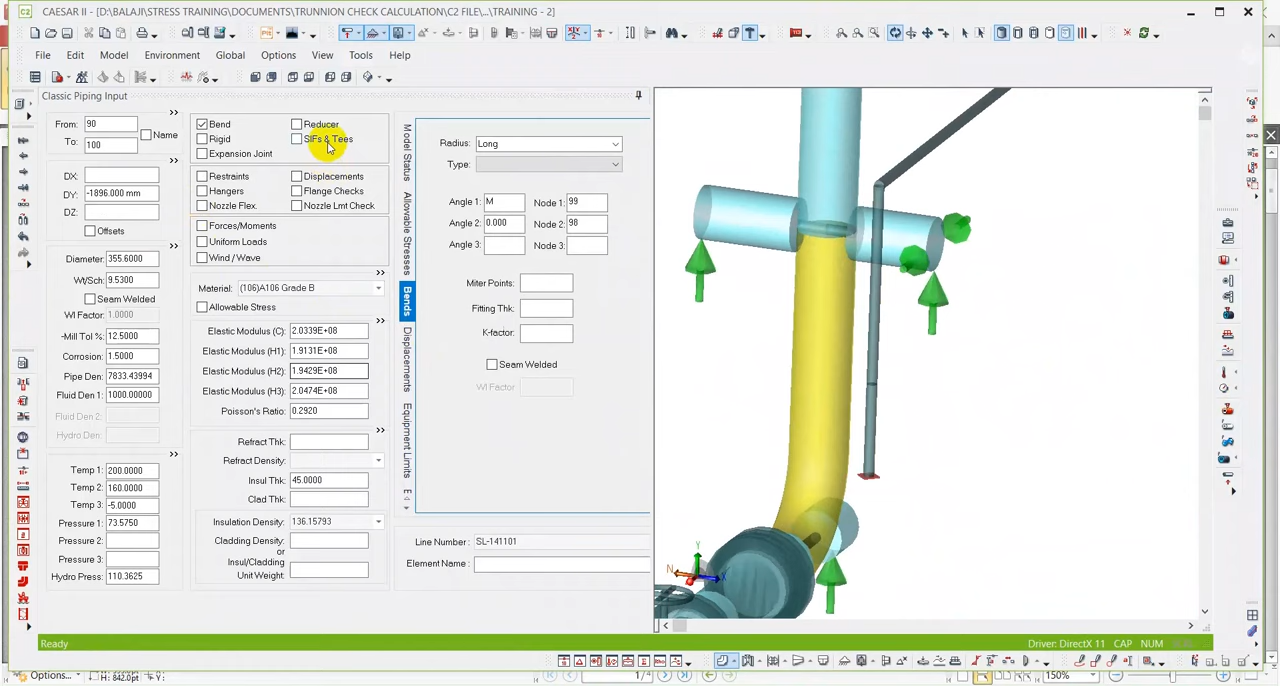 CAESAR II - [D:\BALAJI\STRESS TRAINING\DOCUMENTS\TRUNNION CHECK CALCULATION\C2 FILE\...\TRAINING - 2]
File Edit Model Environment Global Options View Tools Help
Classic Piping Input
From: 90
To: 100
Name
DX:
DY: -1896.000 mm
DZ:
Offsets
Diameter: 355.6000
Wt/Sch: 9.5300
Seam Welded
WI Factor: 1.0000
-Mill Tol %: 12.5000
Corrosion: 1.5000
Pipe Den: 7833.43994
Fluid Den 1: 1000.00000
Fluid Den 2:
Hydro Den:
Temp 1: 200.0000
Temp 2: 160.0000
Temp 3: -5.0000
Pressure 1: 73.5750
Pressure 2:
Pressure 3:
Hydro Press: 110.3625
Bend Reducer
Rigid SIFs & Tees
Expansion Joint
Restraints Displacements
Hangers Flange Checks
Nozzle Flex. Nozzle Lmt Check
Forces/Moments
Uniform Loads
Wind / Wave
Material: (106)A106 Grade B
Allowable Stress
Elastic Modulus (C): 2.0339E+08
Elastic Modulus (H1): 1.9131E+08
Elastic Modulus (H2): 1.9429E+08
Elastic Modulus (H3): 2.0474E+08
Poisson's Ratio: 0.2920
Refract Thk:
Refract Density:
Insul Thk: 45.0000
Clad Thk:
Insulation Density: 136.15793
Cladding Density:
or
Insul/Cladding
Unit Weight:
Model Status
Allowable Stresses
Bends
Displacements
Equipment Limits
E
Radius: Long
Type:
Angle 1: M Node 1: 99
Angle 2: 0.000 Node 2: 98
Angle 3: Node 3:
Miter Points:
Fitting Thk:
K-factor:
Seam Welded
WI Factor
Line Number: SL-141101
Element Name:
Y
N X
Ready
Driver: DirectX 11 CAP NUM
Options... H: 842.0pt Y: 1/4 150%